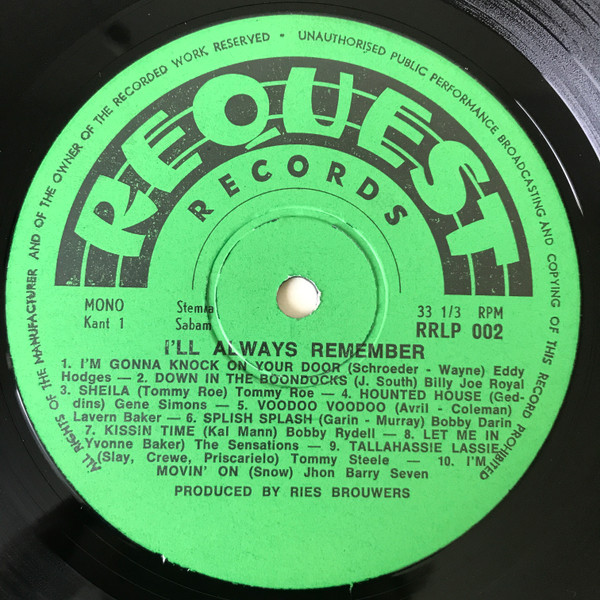 ALL RIGHTS OF THE MANUFACTURER AND OF THE OWNER OF THE RECORDED WORK RESERVED • UNAUTHORISED PUBLIC PERFORMANCE BROADCASTING AND COPYING OF THIS RECORD PROHIBITED
REQUEST
RECORDS
MONO
Kant 1
Stemra
Sabam
33 1/3 RPM
RRLP 002
I'LL ALWAYS REMEMBER
1. I'M GONNA KNOCK ON YOUR DOOR (Schroeder - Wayne) Eddy
Hodges — 2. DOWN IN THE BOONDOCKS (J. South) Billy Joe Royal
3. SHEILA (Tommy Roe) Tommy Roe — 4. HOUNTED HOUSE (Ged-
dins) Gene Simons — 5. VOODOO VOODOO (Avril - Coleman)
Lavern Baker — 6. SPLISH SPLASH (Garin - Murray) Bobby Darin
7. KISSIN TIME (Kal Mann) Bobby Rydell — 8. LET ME IN
Yvonne Baker) The Sensations — 9. TALLAHASSIE LASSIE
(Slay, Crewe, Priscarielo) Tommy Steele — 10. I'M
MOVIN' ON (Snow) Jhon Barry Seven
PRODUCED BY RIES BROUWERS